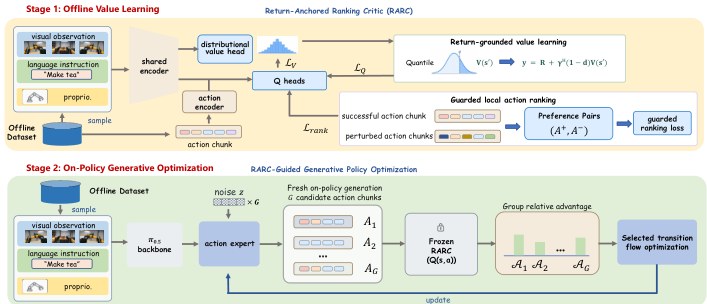 Stage 1: Offline Value Learning
Return-Anchored Ranking Critic (RARC)
visual observation
language instruction
"Make tea"
proprio.
Offline
Dataset
sample
shared
encoder
distributional
value head
action
encoder
action chunk
Q heads
ℒ_V
ℒ_Q
ℒ_rank
Return-grounded value learning
Quantile
V(s′)
y = R + γᴴ(1-d)V(s′)
Guarded local action ranking
successful action chunk
perturbed action chunks
Preference Pairs
(A⁺, A⁻)
guarded
ranking loss
Stage 2: On-Policy Generative Optimization
RARC-Guided Generative Policy Optimization
Offline Dataset
sample
visual observation
language instruction
"Make tea"
proprio.
π₀.₅
backbone
noise z
× G
action expert
Fresh on-policy generation
G candidate action chunks
A₁
A₂
...
A_G
Frozen
RARC
(Q(s,a))
Group relative advantage
...
𝒜₁ 𝒜₂ 𝒜_G
Selected transition
flow optimization
update